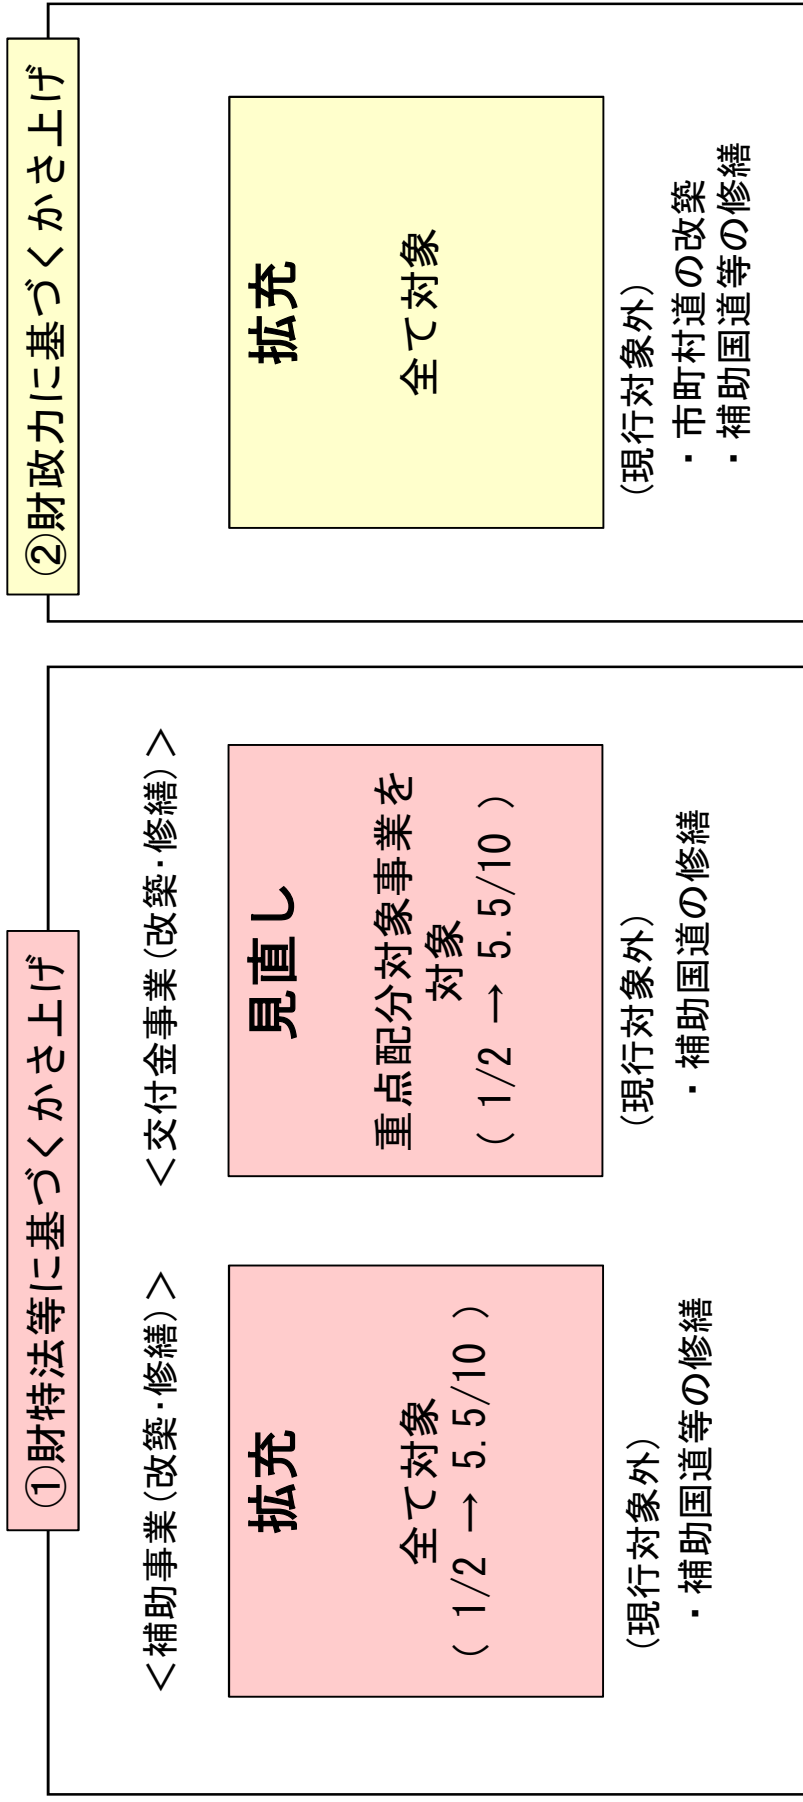 ①財特法等に基づくかさ上げ
＜補助事業(改築･修繕)＞
拡充
全て対象
( 1/2 → 5.5/10 )
(現行対象外)
・補助国道等の修繕
＜交付金事業(改築･修繕)＞
見直し
重点配分対象事業を
対象
( 1/2 → 5.5/10 )
(現行対象外)
・補助国道の修繕
②財政力に基づくかさ上げ
拡充
全て対象
(現行対象外)
・市町村道の改築
・補助国道等の修繕